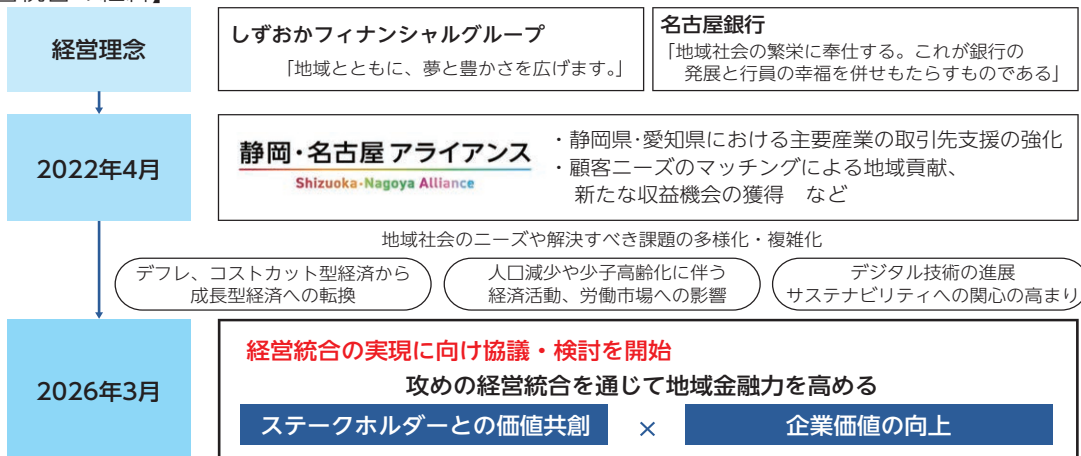 経営理念
しずおかフィナンシャルグループ
「地域とともに、夢と豊かさを広げます。」
名古屋銀行
「地域社会の繁栄に奉仕する。これが銀行の
発展と行員の幸福を併せもたらすものである」
2022年4月
静岡・名古屋 アライアンス
Shizuoka-Nagoya Alliance
・静岡県・愛知県における主要産業の取引先支援の強化
・顧客ニーズのマッチングによる地域貢献、
新たな収益機会の獲得　など
地域社会のニーズや解決すべき課題の多様化・複雑化
デフレ、コストカット型経済から
成長型経済への転換
人口減少や少子高齢化に伴う
経済活動、労働市場への影響
デジタル技術の進展
サステナビリティへの関心の高まり
2026年3月
経営統合の実現に向け協議・検討を開始
攻めの経営統合を通じて地域金融力を高める
ステークホルダーとの価値共創
×
企業価値の向上